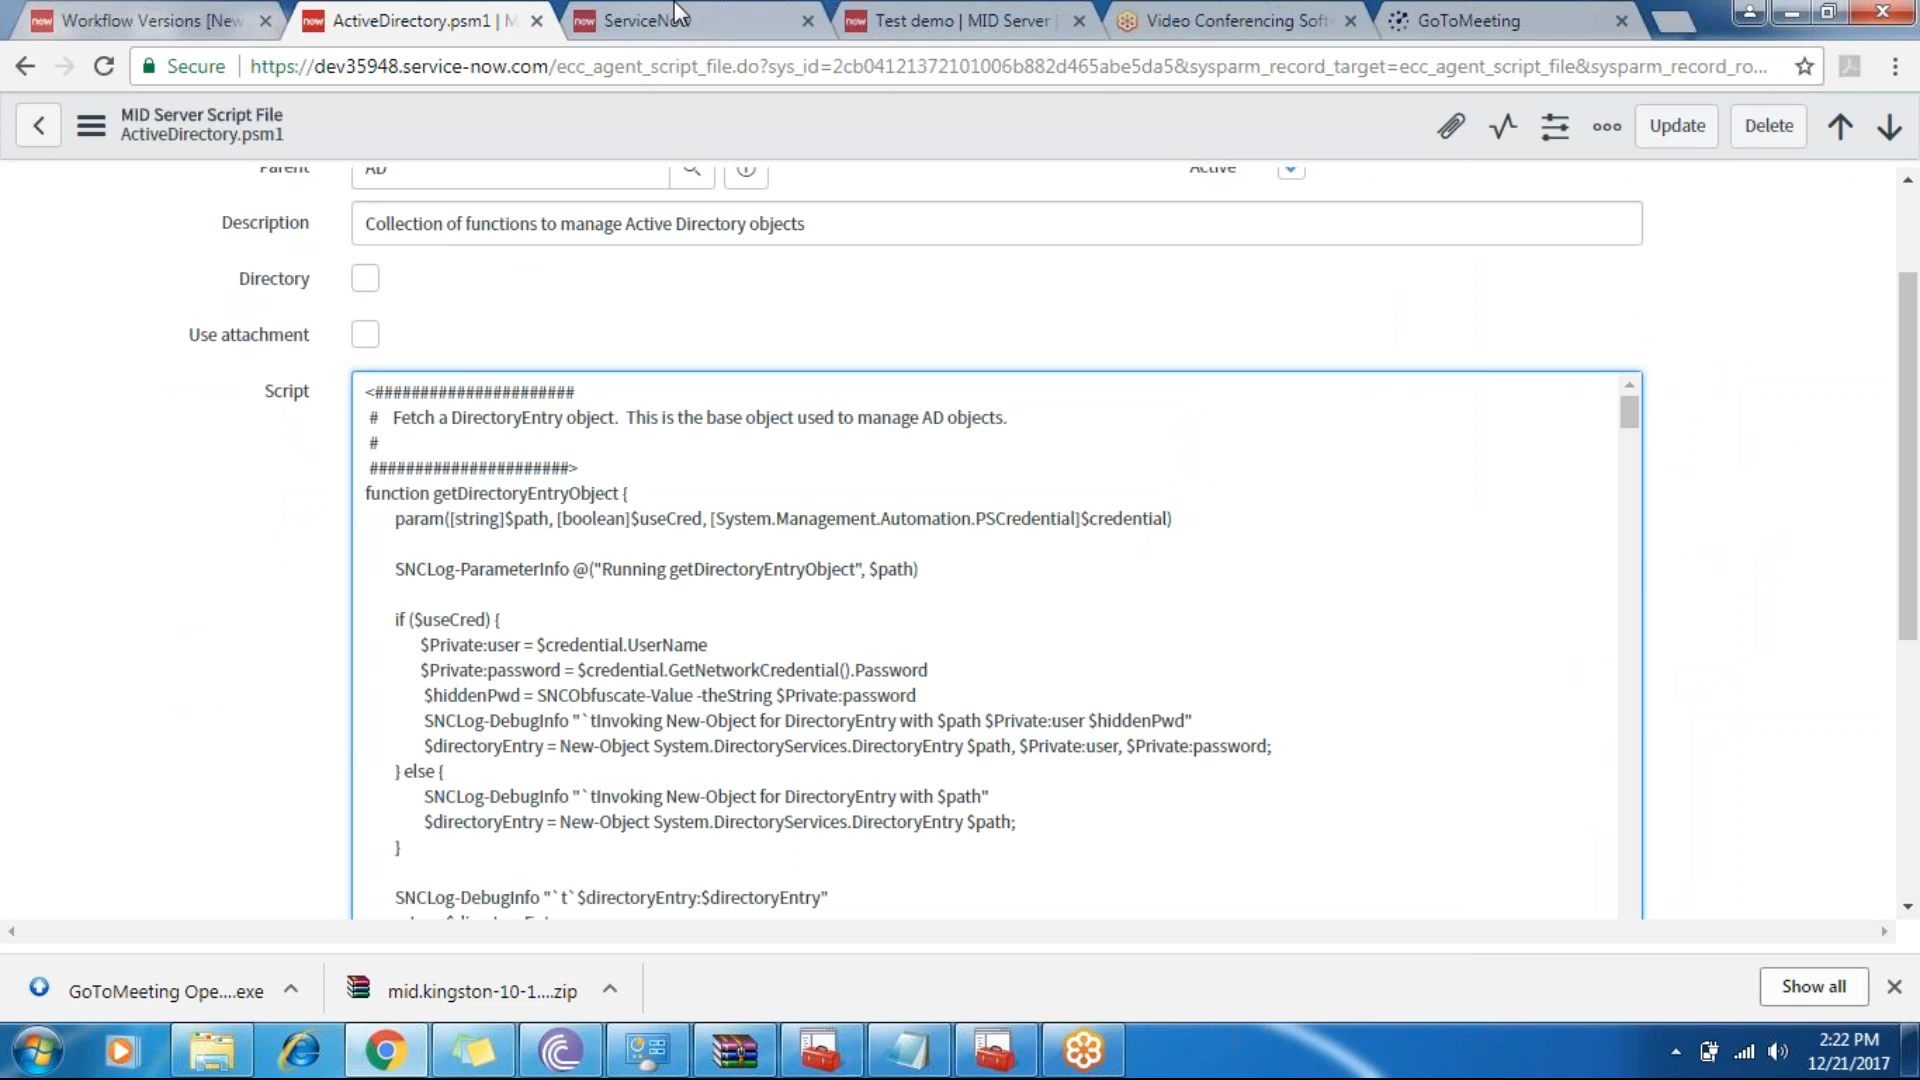 now Workflow Versions [New
now ActiveDirectory.psm1 | M
now ServiceNow
now Test demo | MID Server |
Video Conferencing Soft
GoToMeeting
Secure https://dev35948.service-now.com/ecc_agent_script_file.do?sys_id=2cb04121372101006b882d465abe5da5&sysparm_record_target=ecc_agent_script_file&sysparm_record_ro...
MID Server Script File
ActiveDirectory.psm1
Update
Delete
Parent
AD
Active
Description
Collection of functions to manage Active Directory objects
Directory
Use attachment
Script
<######################
# Fetch a DirectoryEntry object. This is the base object used to manage AD objects.
#
######################>
function getDirectoryEntryObject {
param([string]$path, [boolean]$useCred, [System.Management.Automation.PSCredential]$credential)
SNCLog-ParameterInfo @("Running getDirectoryEntryObject", $path)
if ($useCred) {
$Private:user = $credential.UserName
$Private:password = $credential.GetNetworkCredential().Password
$hiddenPwd = SNCObfuscate-Value -theString $Private:password
SNCLog-DebugInfo "`tInvoking New-Object for DirectoryEntry with $path $Private:user $hiddenPwd"
$directoryEntry = New-Object System.DirectoryServices.DirectoryEntry $path, $Private:user, $Private:password;
} else {
SNCLog-DebugInfo "`tInvoking New-Object for DirectoryEntry with $path"
$directoryEntry = New-Object System.DirectoryServices.DirectoryEntry $path;
}
SNCLog-DebugInfo "`t`$directoryEntry:$directoryEntry"
GoToMeeting Ope....exe
mid.kingston-10-1....zip
Show all
2:22 PM
12/21/2017